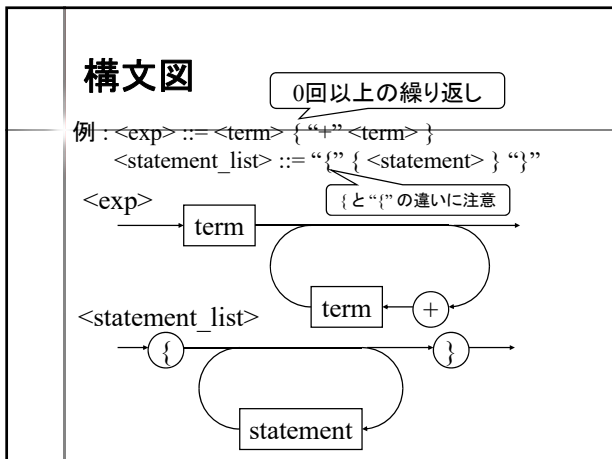 構文図
0回以上の繰り返し
例 : <exp> ::= <term> { “+” <term> }
<statement_list> ::= “{” { <statement> } “}”
{ と “{” の違いに注意
<exp>
term
term
+
<statement_list>
{
}
statement